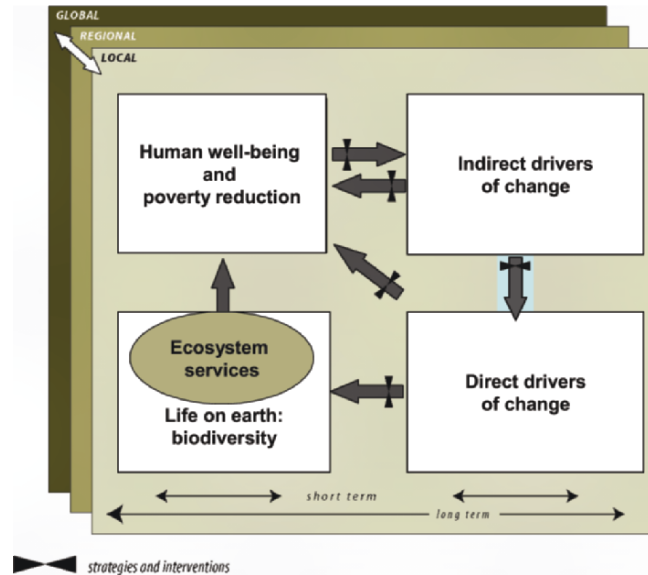 GLOBAL
REGIONAL
LOCAL
Human well-being
and
poverty reduction
Indirect drivers
of change
Ecosystem
services
Life on earth:
biodiversity
Direct drivers
of change
short term
long term
strategies and interventions